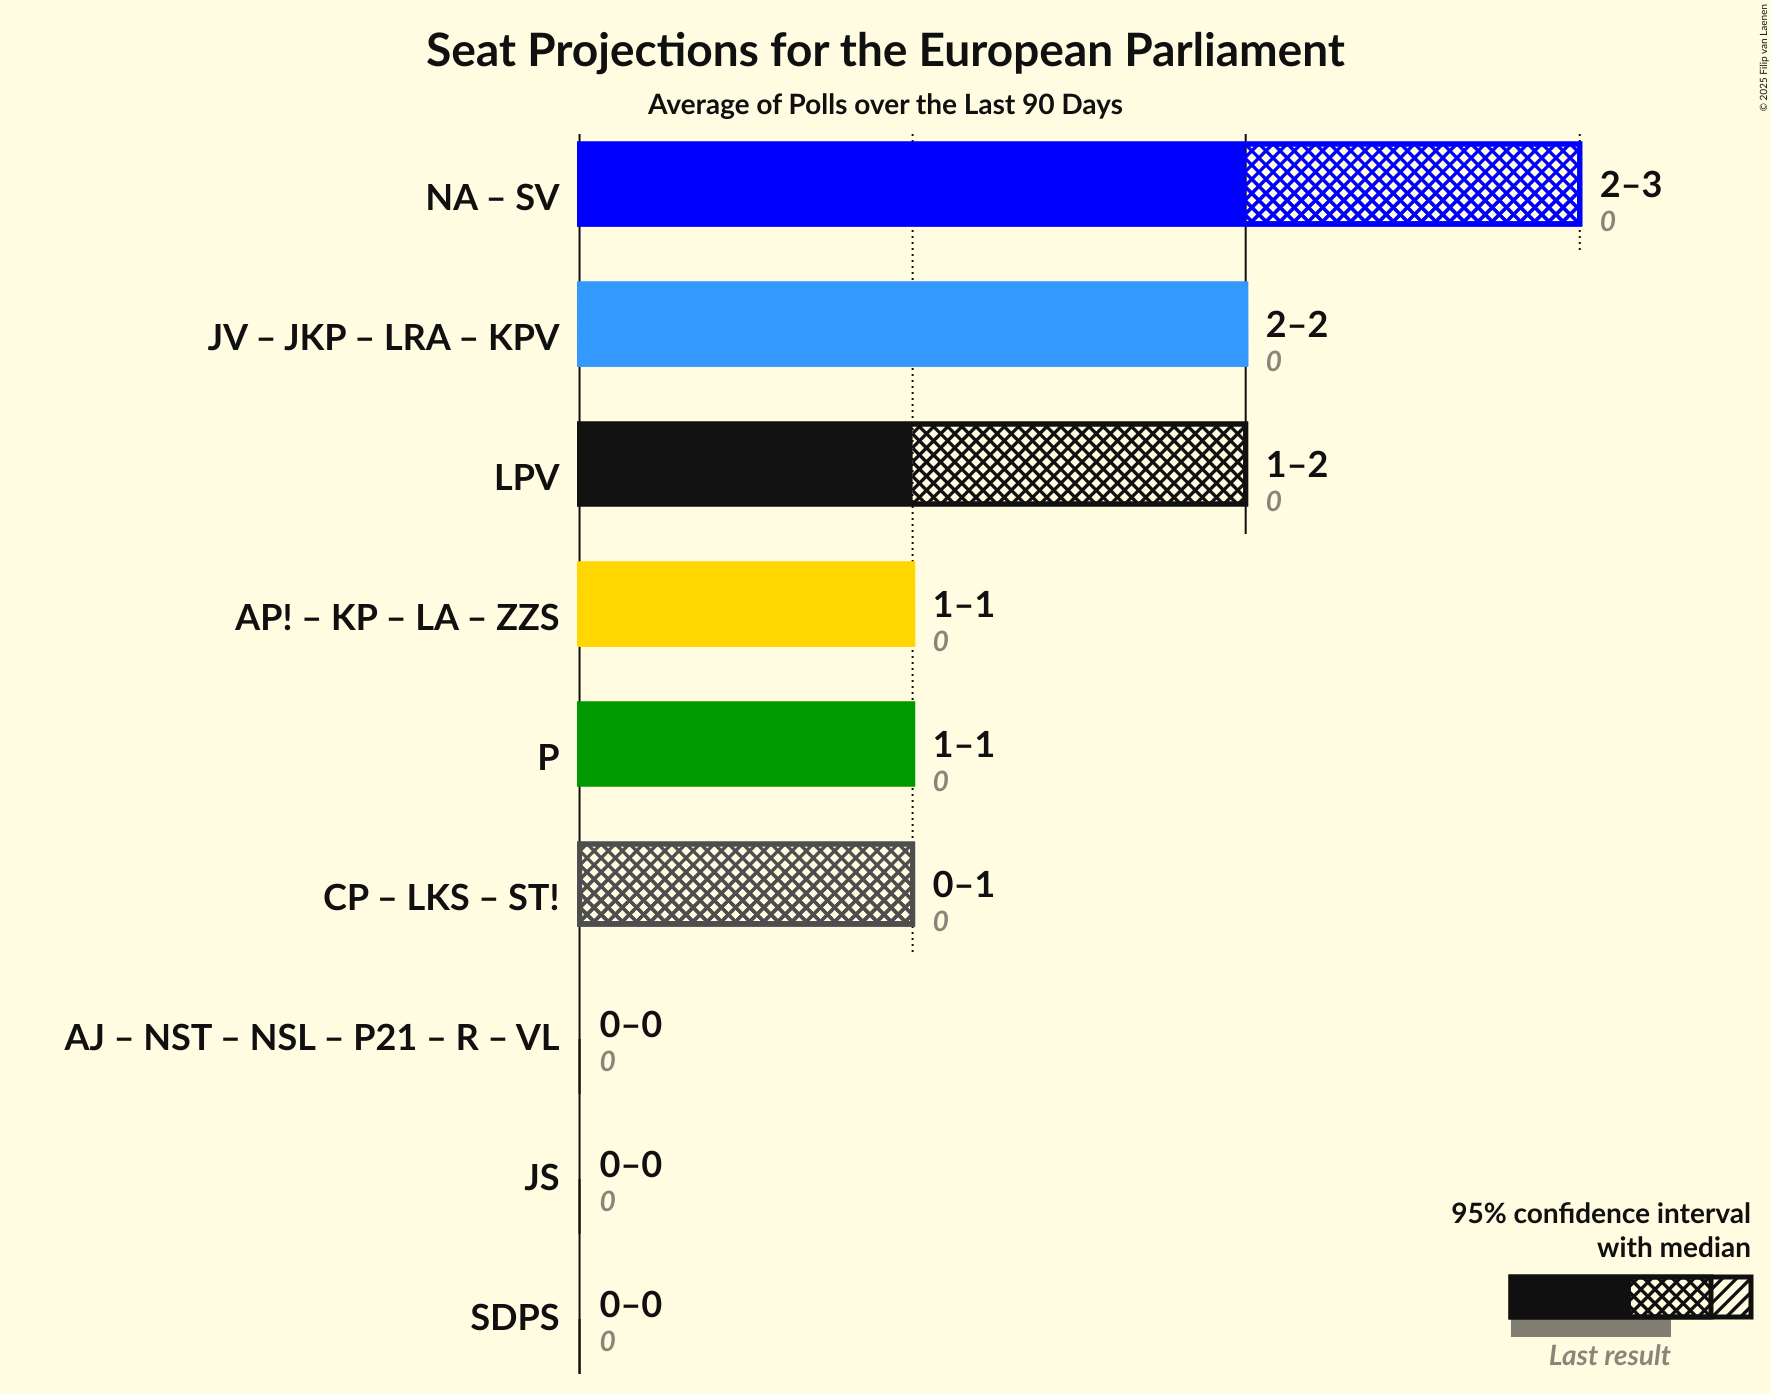 Seat Projections for the European Parliament
Average of Polls over the Last 90 Days
© 2025 Filip van Laenen
NA – SV
2–3
0
JV – JKP – LRA – KPV
2–2
0
LPV
1–2
0
AP! – KP – LA – ZZS
1–1
0
P
1–1
0
CP – LKS – ST!
0–1
0
AJ – NST – NSL – P21 – R – VL
0–0
0
JS
0–0
0
SDPS
0–0
0
95% confidence interval
with median
Last result